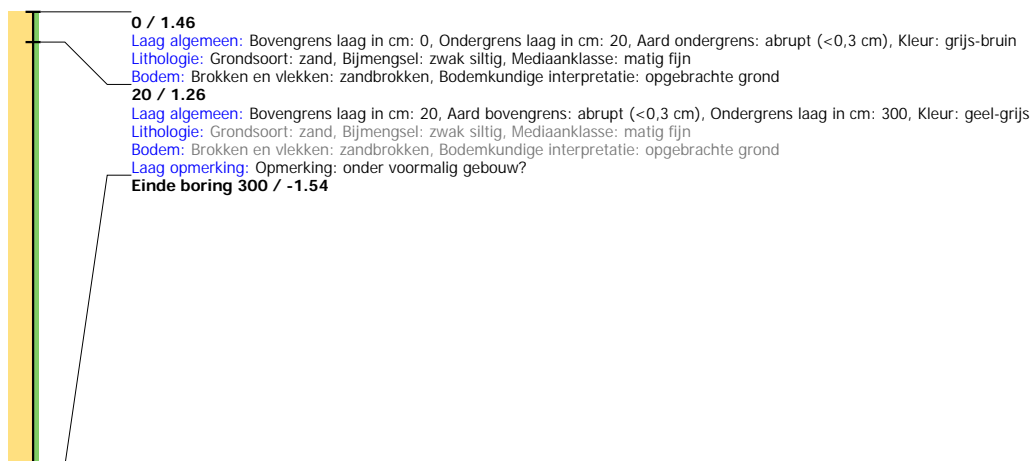 0 / 1.46
Laag algemeen: Bovengrens laag in cm: 0, Ondergrens laag in cm: 20, Aard ondergrens: abrupt (<0,3 cm), Kleur: grijs-bruin
Lithologie: Grondsoort: zand, Bijmengsel: zwak siltig, Mediaanklasse: matig fijn
Bodem: Brokken en vlekken: zandbrokken, Bodemkundige interpretatie: opgebrachte grond
20 / 1.26
Laag algemeen: Bovengrens laag in cm: 20, Aard bovengrens: abrupt (<0,3 cm), Ondergrens laag in cm: 300, Kleur: geel-grijs
Lithologie: Grondsoort: zand, Bijmengsel: zwak siltig, Mediaanklasse: matig fijn
Bodem: Brokken en vlekken: zandbrokken, Bodemkundige interpretatie: opgebrachte grond
Laag opmerking: Opmerking: onder voormalig gebouw?
Einde boring 300 / -1.54